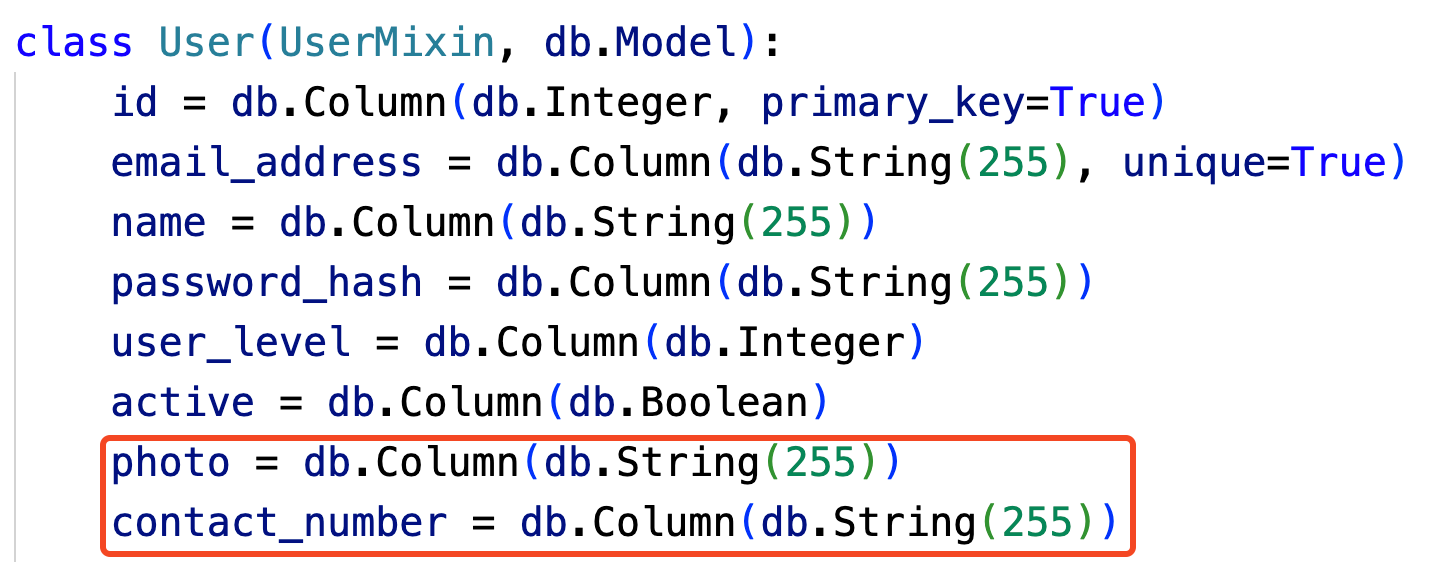 class User(UserMixin, db.Model):
    id = db.Column(db.Integer, primary_key=True)
    email_address = db.Column(db.String(255), unique=True)
    name = db.Column(db.String(255))
    password_hash = db.Column(db.String(255))
    user_level = db.Column(db.Integer)
    active = db.Column(db.Boolean)
    photo = db.Column(db.String(255))
    contact_number = db.Column(db.String(255))